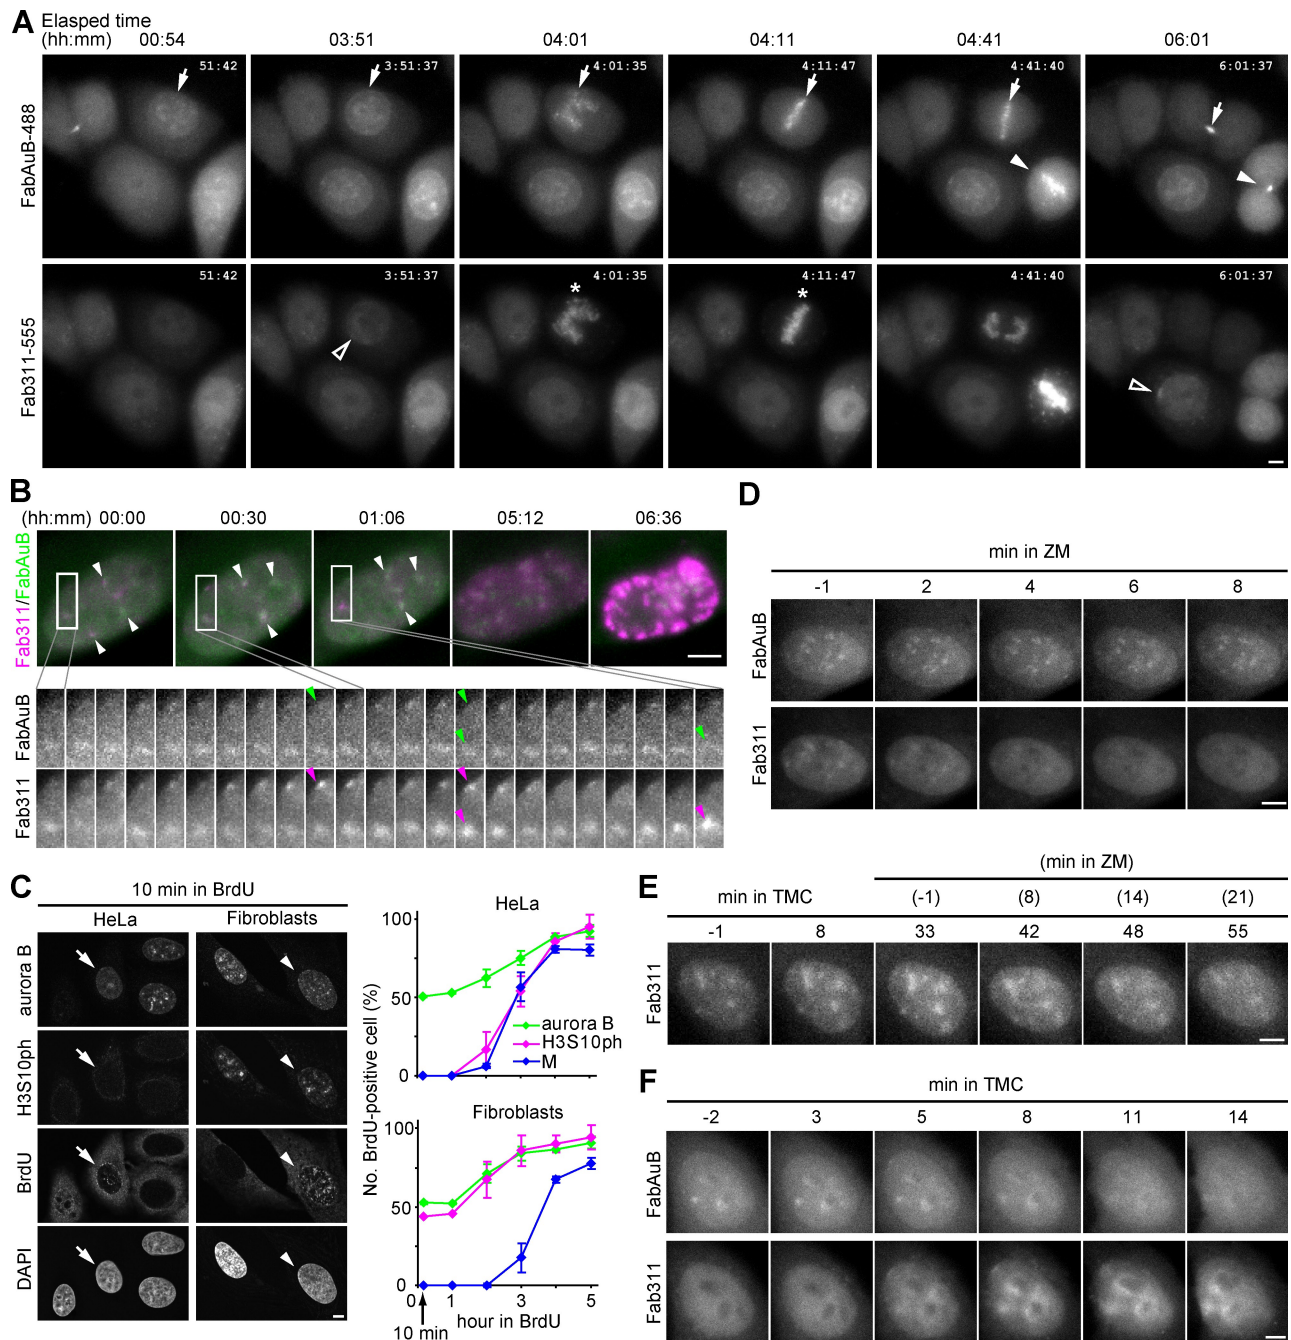 A Elasped time
(hh:mm) 00:54 03:51 04:01 04:11 04:41 06:01
FabAuB-488
51:42 3:51:37 4:01:35 4:11:47 4:41:40 6:01:37
Fab311-555
51:42 3:51:37 4:01:35 4:11:47 4:41:40 6:01:37
* *
B
(hh:mm) 00:00 00:30 01:06 05:12 06:36
Fab311/FabAuB
FabAuB
Fab311
D
min in ZM
-1 2 4 6 8
FabAuB
Fab311
C
10 min in BrdU
HeLa Fibroblasts
aurora B
H3S10ph
BrdU
DAPI
No. BrdU-positive cell (%)
HeLa
100
50
0
aurora B
H3S10ph
M
Fibroblasts
100
50
0
0 1 3 5
hour in BrdU
10 min
E
(min in ZM)
min in TMC (-1) (8) (14) (21)
-1 8 33 42 48 55
Fab311
F
min in TMC
-2 3 5 8 11 14
FabAuB
Fab311